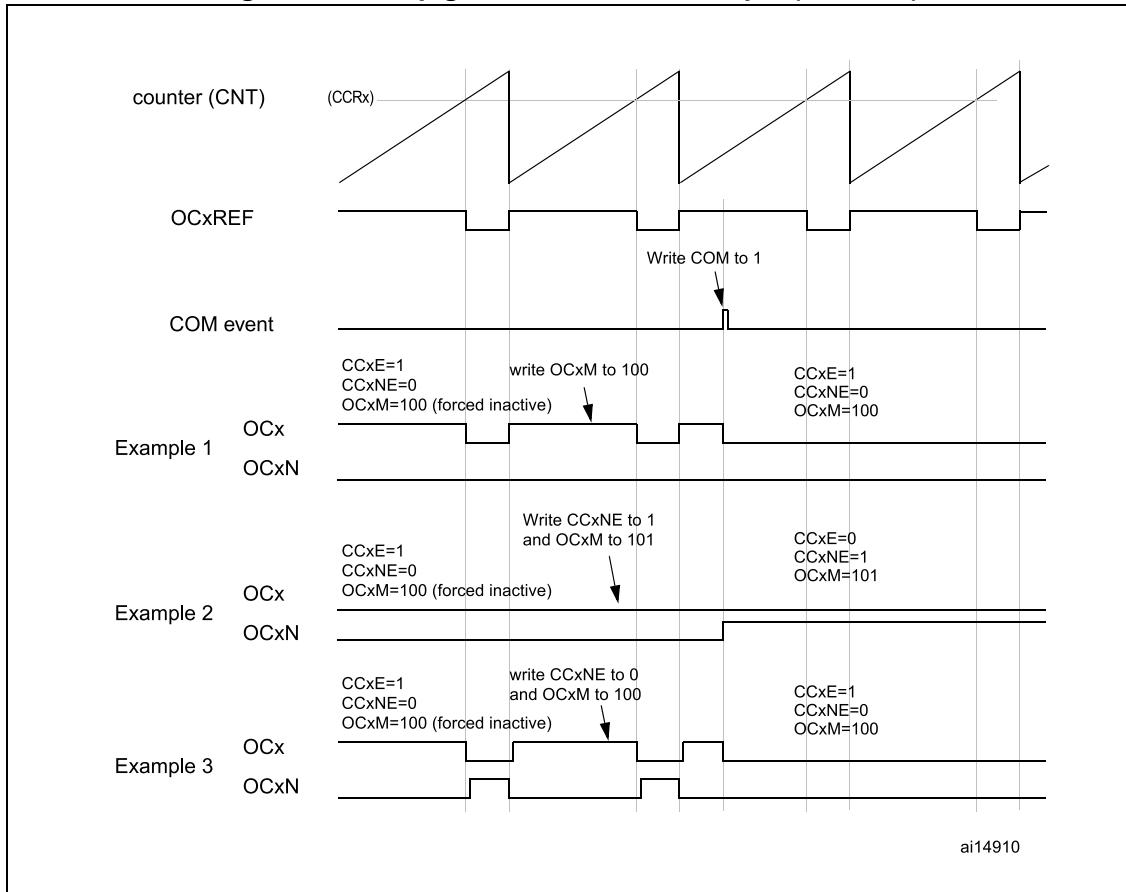 counter (CNT)
(CCRx)
OCxREF
Write COM to 1
COM event
CCxE=1
CCxNE=0
OCxM=100 (forced inactive)
write OCxM to 100
CCxE=1
CCxNE=0
OCxM=100
OCx
Example 1
OCxN
Write CCxNE to 1
and OCxM to 101
CCxE=1
CCxNE=0
OCxM=100 (forced inactive)
CCxE=0
CCxNE=1
OCxM=101
OCx
Example 2
OCxN
write CCxNE to 0
and OCxM to 100
CCxE=1
CCxNE=0
OCxM=100 (forced inactive)
CCxE=1
CCxNE=0
OCxM=100
OCx
Example 3
OCxN
ai14910